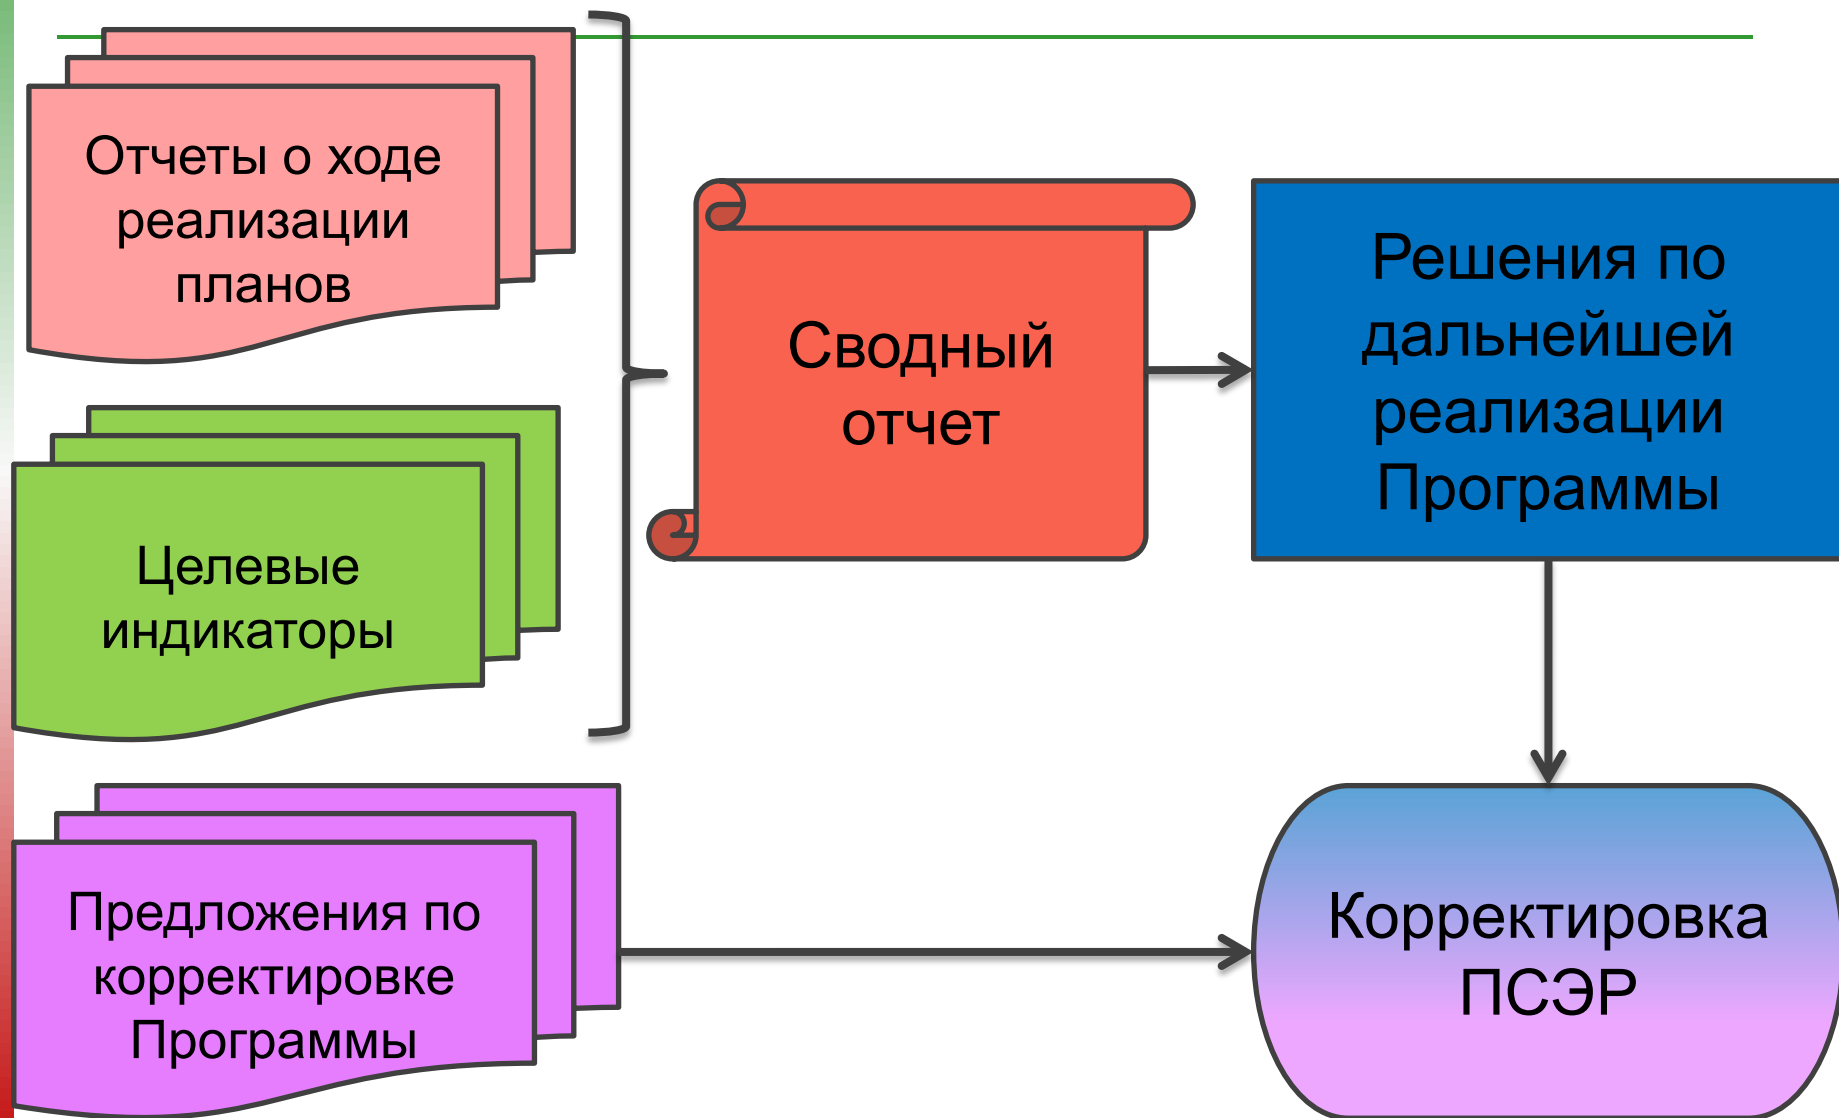 Отчеты о ходе
реализации
планов
Целевые
индикаторы
Предложения по
корректировке
Программы
Сводный
отчет
Решения по
дальнейшей
реализации
Программы
Корректировка
ПСЭР